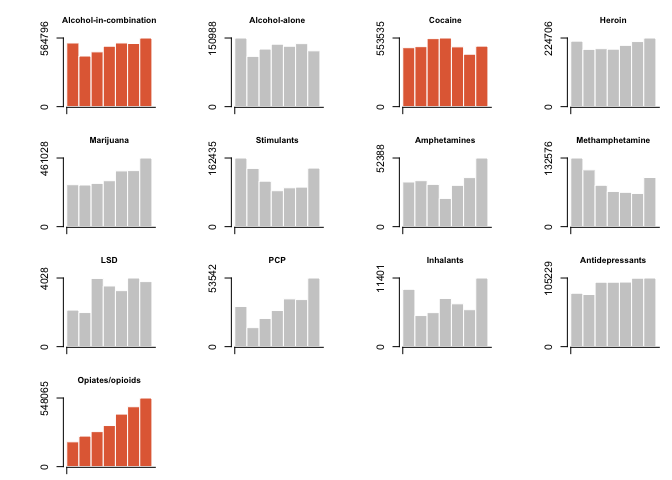 Alcohol-in-combination
564796
0
Alcohol-alone
150988
0
Cocaine
553535
0
Heroin
224706
0
Marijuana
461028
0
Stimulants
162435
0
Amphetamines
52388
0
Methamphetamine
132576
0
LSD
4028
0
PCP
53542
0
Inhalants
11401
0
Antidepressants
105229
0
Opiates/opioids
548065
0